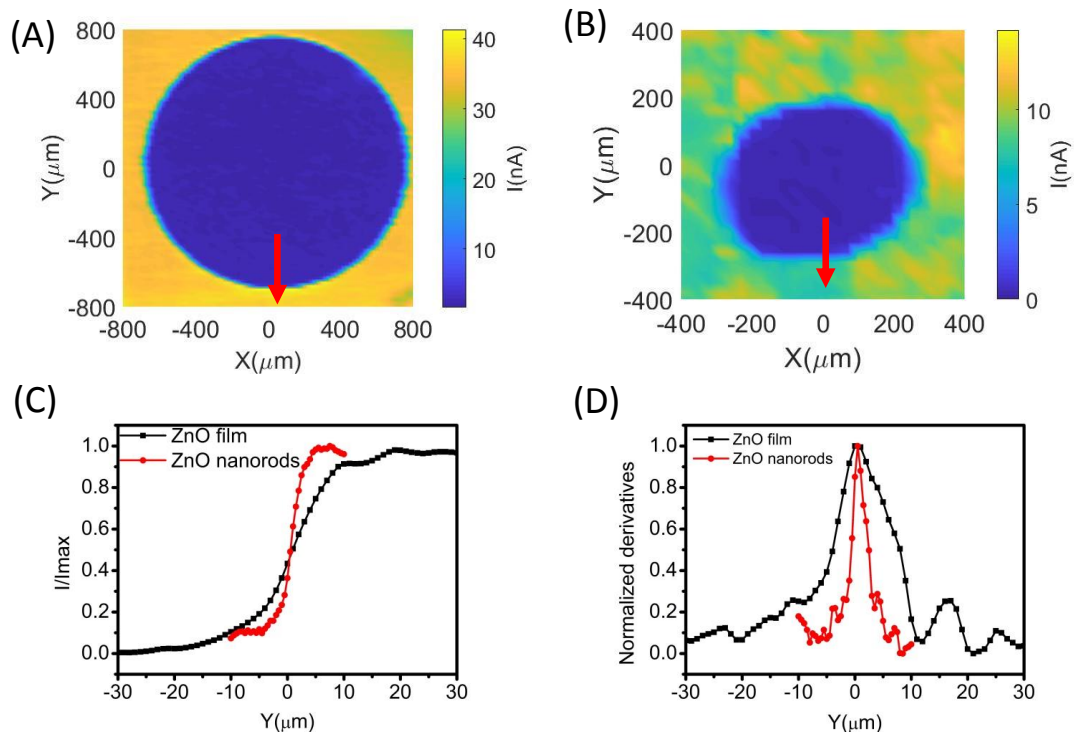 (A)
800
400
0
-400
-800
Y(μm)
-800 -400 0 400 800
X(μm)
40
30
20
10
I(nA)
(B)
400
200
0
-200
-400
Y(μm)
-400 -200 0 200 400
X(μm)
10
5
0
I(nA)
(C)
ZnO film
ZnO nanorods
1.0
0.8
0.6
0.4
0.2
0.0
I/Imax
-30 -20 -10 0 10 20 30
Y(μm)
(D)
ZnO film
ZnO nanorods
1.0
0.8
0.6
0.4
0.2
0.0
Normalized derivatives
-30 -20 -10 0 10 20 30
Y(μm)